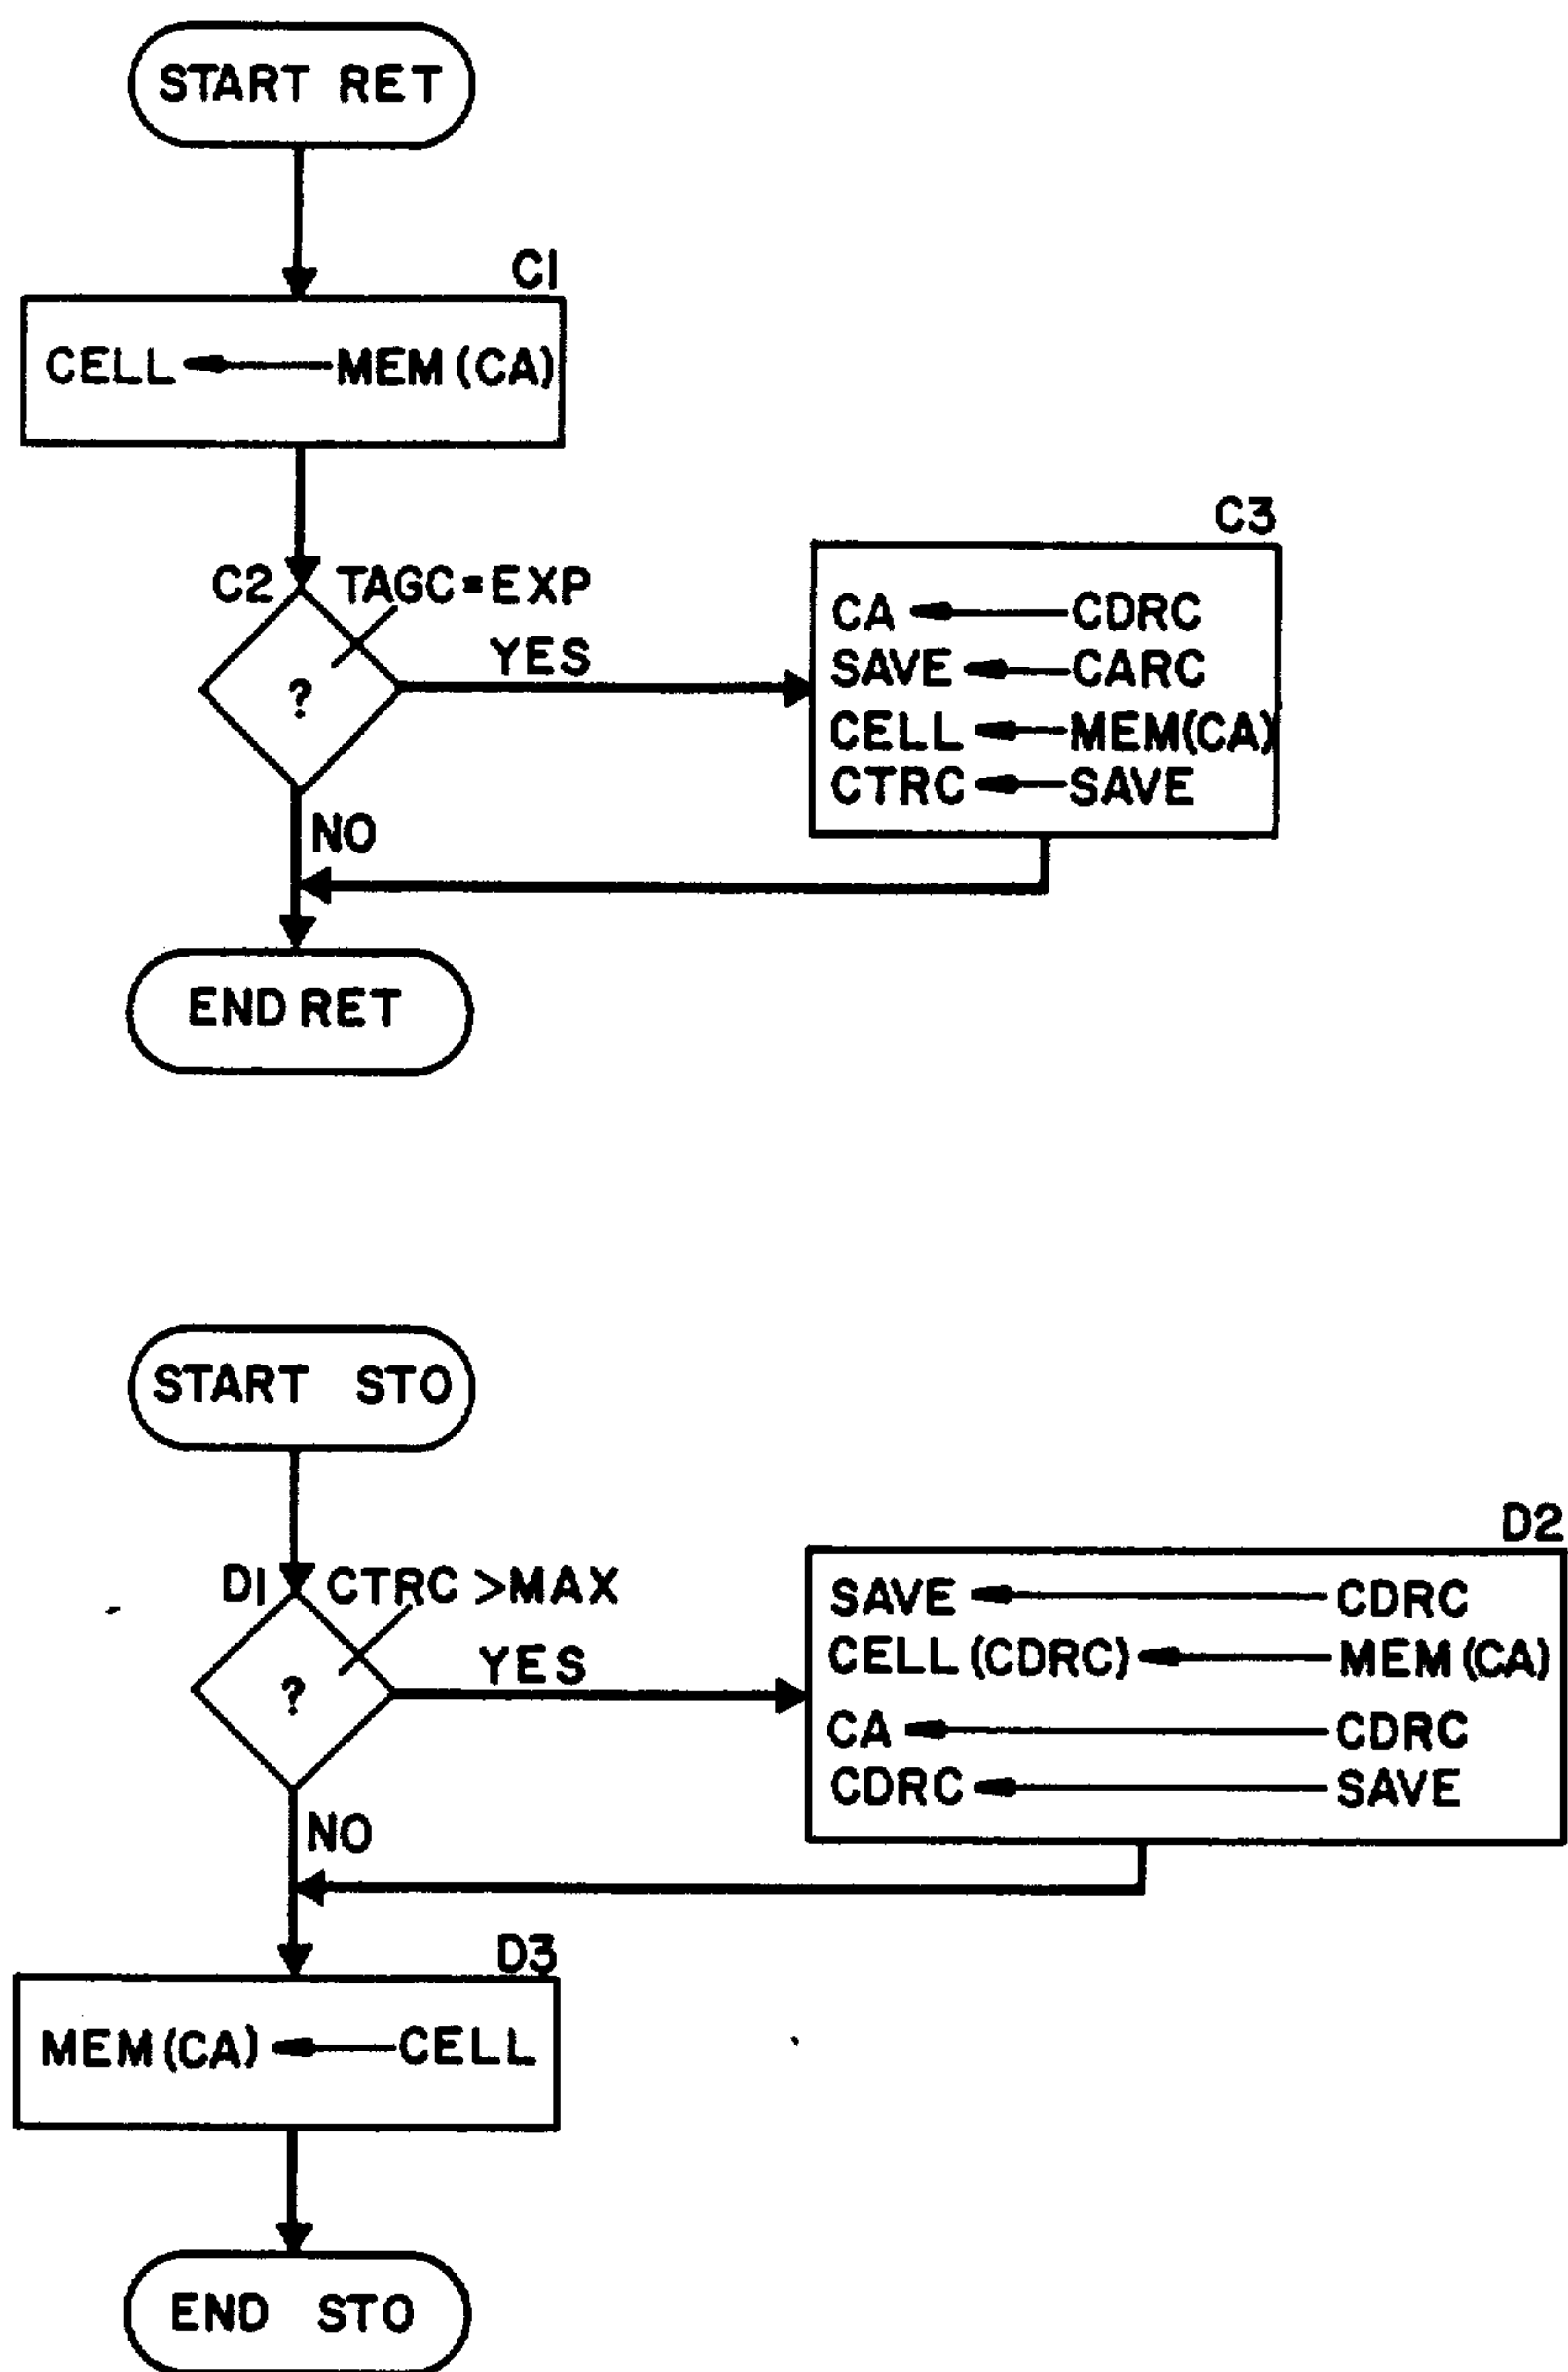 START RET
C1
CELL ← MEM(CA)
C2 TAGC=EXP
YES
?
NO
C3
CA ← CDRC
SAVE ← CARC
CELL ← MEM(CA)
CTRC ← SAVE
END RET
START STO
D1 CTRC >MAX
YES
?
NO
D2
SAVE ← CDRC
CELL(CDRC) ← MEM(CA)
CA ← CDRC
CDRC ← SAVE
D3
MEM(CA) ← CELL
END STO